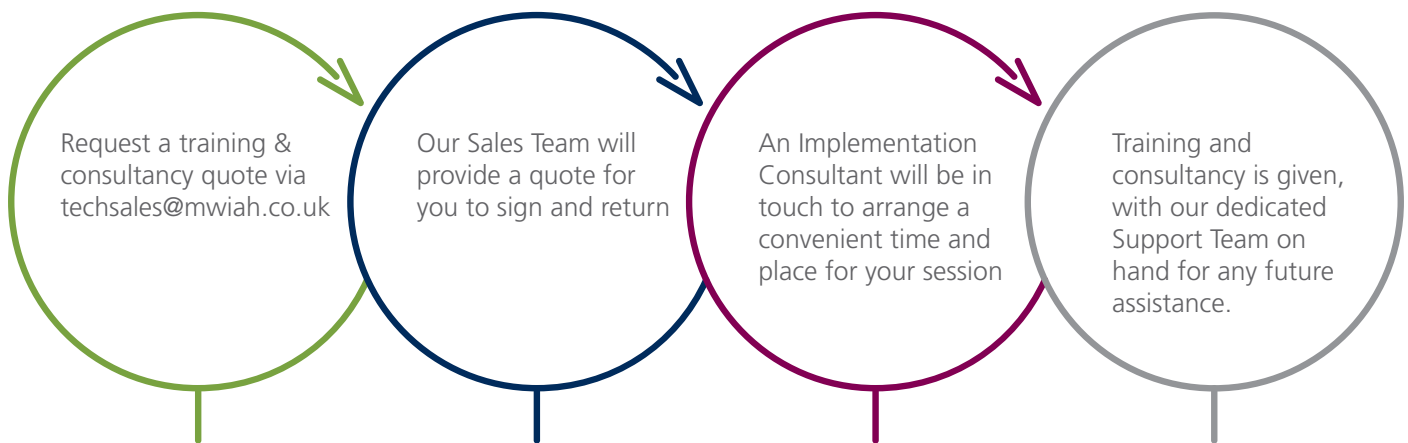 Request a training &
consultancy quote via
techsales@mwiah.co.uk
Our Sales Team will
provide a quote for
you to sign and return
An Implementation
Consultant will be in
touch to arrange a
convenient time and
place for your session
Training and
consultancy is given,
with our dedicated
Support Team on
hand for any future
assistance.